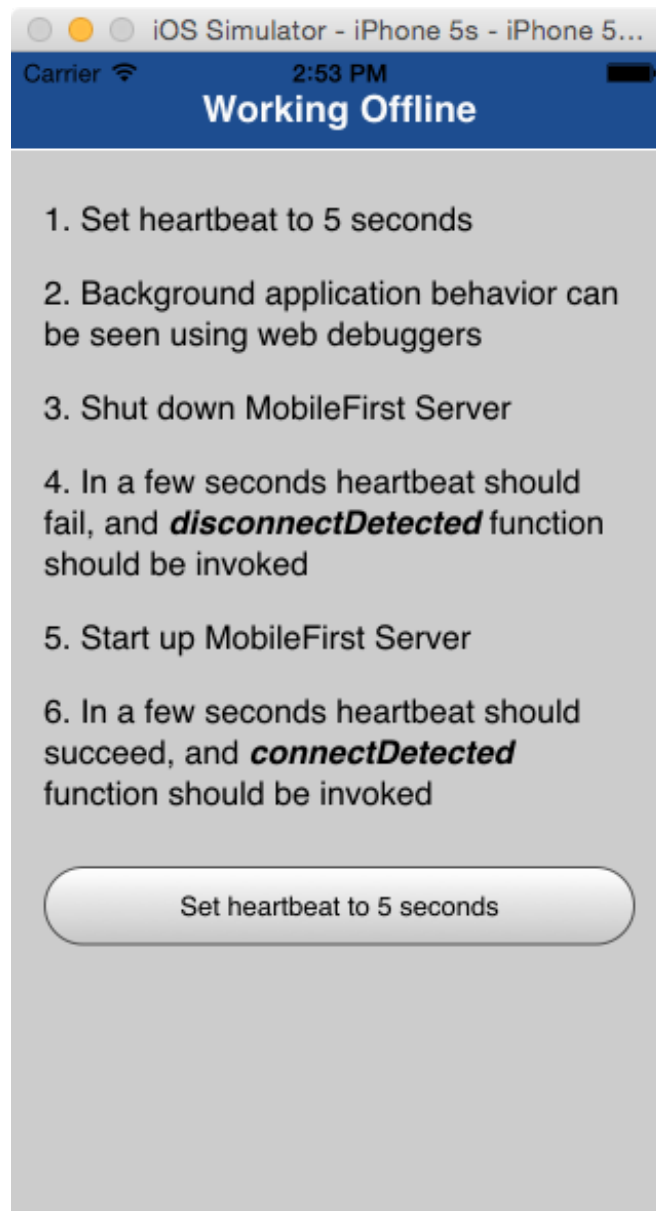 iOS Simulator - iPhone 5s - iPhone 5...
Carrier 2:53 PM
Working Offline
1. Set heartbeat to 5 seconds
2. Background application behavior can
be seen using web debuggers
3. Shut down MobileFirst Server
4. In a few seconds heartbeat should
fail, and disconnectDetected function
should be invoked
5. Start up MobileFirst Server
6. In a few seconds heartbeat should
succeed, and connectDetected
function should be invoked
Set heartbeat to 5 seconds